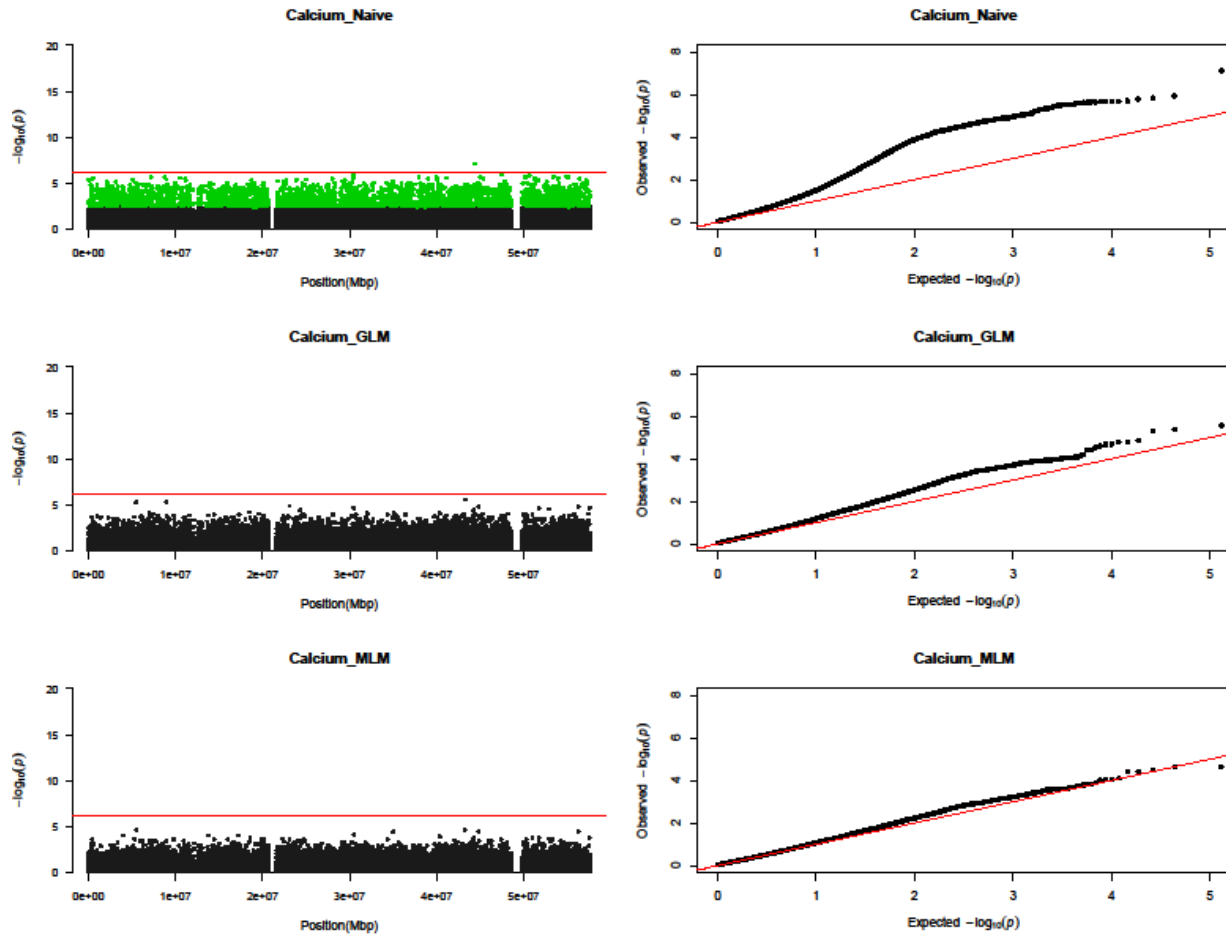 Calcium_Naive
20
15
10
5
0
−log₁₀(p)
0e+00 1e+07 2e+07 3e+07 4e+07 5e+07
Position(Mbp)
Calcium_Naive
8
6
4
2
0
Observed −log₁₀(p)
0 1 2 3 4 5
Expected −log₁₀(p)
Calcium_GLM
20
15
10
5
0
−log₁₀(p)
0e+00 1e+07 2e+07 3e+07 4e+07 5e+07
Position(Mbp)
Calcium_GLM
8
6
4
2
0
Observed −log₁₀(p)
0 1 2 3 4 5
Expected −log₁₀(p)
Calcium_MLM
20
15
10
5
0
−log₁₀(p)
0e+00 1e+07 2e+07 3e+07 4e+07 5e+07
Position(Mbp)
Calcium_MLM
8
6
4
2
0
Observed −log₁₀(p)
0 1 2 3 4 5
Expected −log₁₀(p)